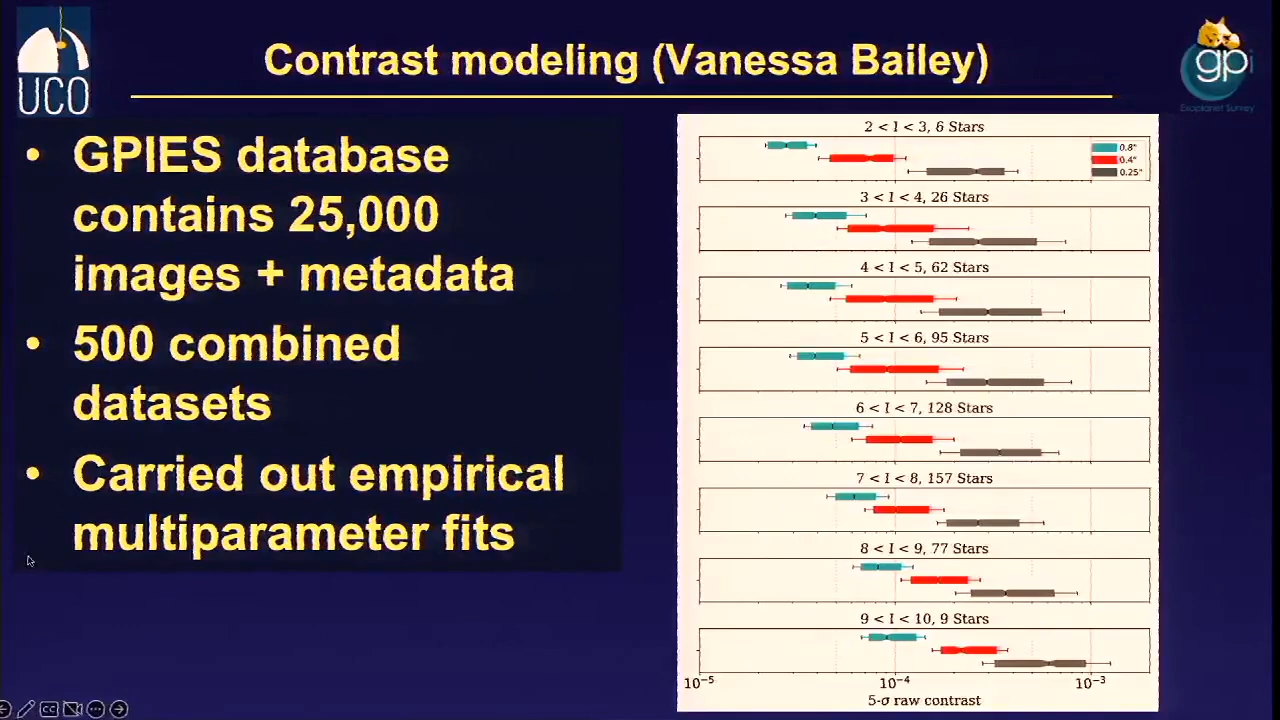 Contrast modeling (Vanessa Bailey)
UCO
gpi
Exoplanet Survey
• GPIES database
contains 25,000
images + metadata
• 500 combined
datasets
• Carried out empirical
multiparameter fits
2 < I < 3, 6 Stars
0.8"
0.4"
0.25"
3 < I < 4, 26 Stars
4 < I < 5, 62 Stars
5 < I < 6, 95 Stars
6 < I < 7, 128 Stars
7 < I < 8, 157 Stars
8 < I < 9, 77 Stars
9 < I < 10, 9 Stars
10⁻⁵ 10⁻⁴ 10⁻³
5-σ raw contrast
CC